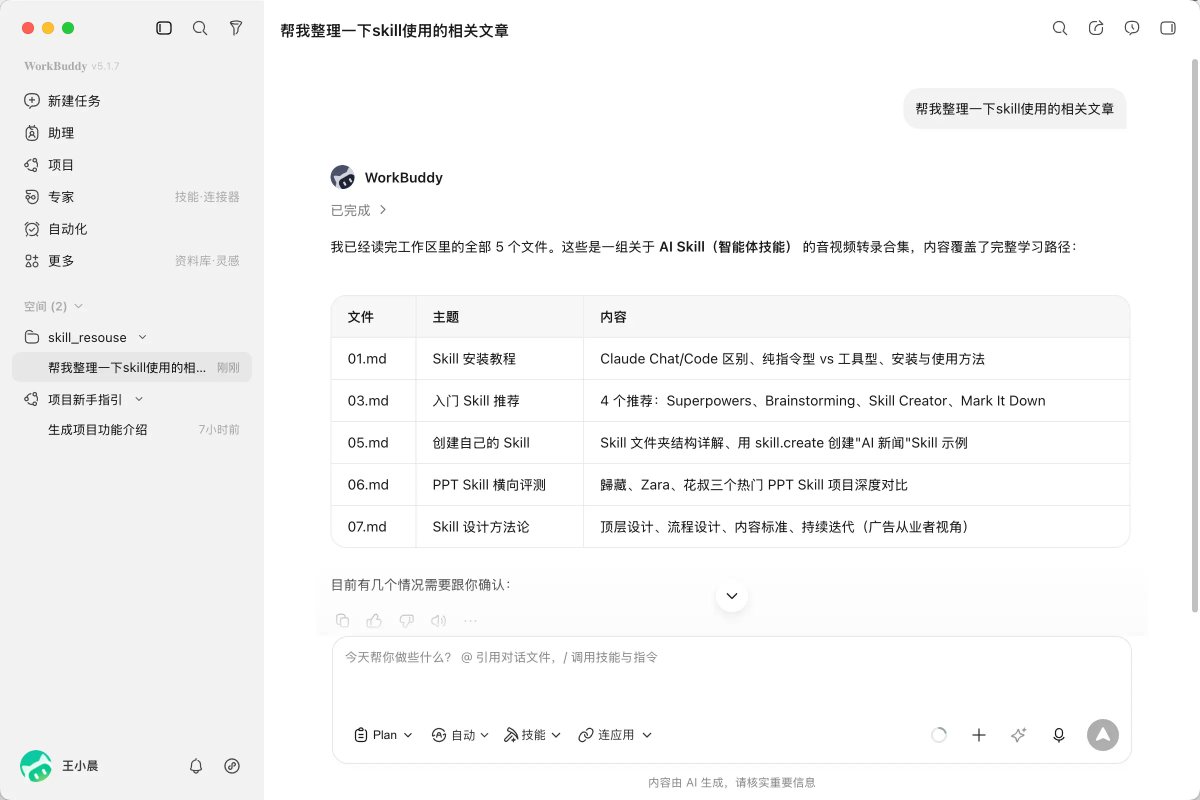 帮我整理一下skill使用的相关文章
WorkBuddy v5.1.7
新建任务
助理
项目
专家 技能·连接器
自动化
更多 资料库·灵感
空间 (2)
skill_resouse
帮我整理一下skill使用的相... 刚刚
项目新手指引
生成项目功能介绍 7小时前
王小晨
帮我整理一下skill使用的相关文章
WorkBuddy
已完成
我已经读完工作区里的全部 5 个文件。这些是一组关于 AI Skill（智能体技能） 的音视频转录合集，内容覆盖了完整学习路径：
文件 主题 内容
01.md Skill 安装教程 Claude Chat/Code 区别、纯指令型 vs 工具型、安装与使用方法
03.md 入门 Skill 推荐 4 个推荐：Superpowers、Brainstorming、Skill Creator、Mark It Down
05.md 创建自己的 Skill Skill 文件夹结构详解、用 skill.create 创建"AI 新闻"Skill 示例
06.md PPT Skill 横向评测 歸藏、Zara、花叔三个热门 PPT Skill 项目深度对比
07.md Skill 设计方法论 顶层设计、流程设计、内容标准、持续迭代（广告从业者视角）
目前有几个情况需要跟你确认：
今天帮你做些什么？ @ 引用对话文件，/ 调用技能与指令
Plan 自动 技能 连应用
内容由 AI 生成，请核实重要信息